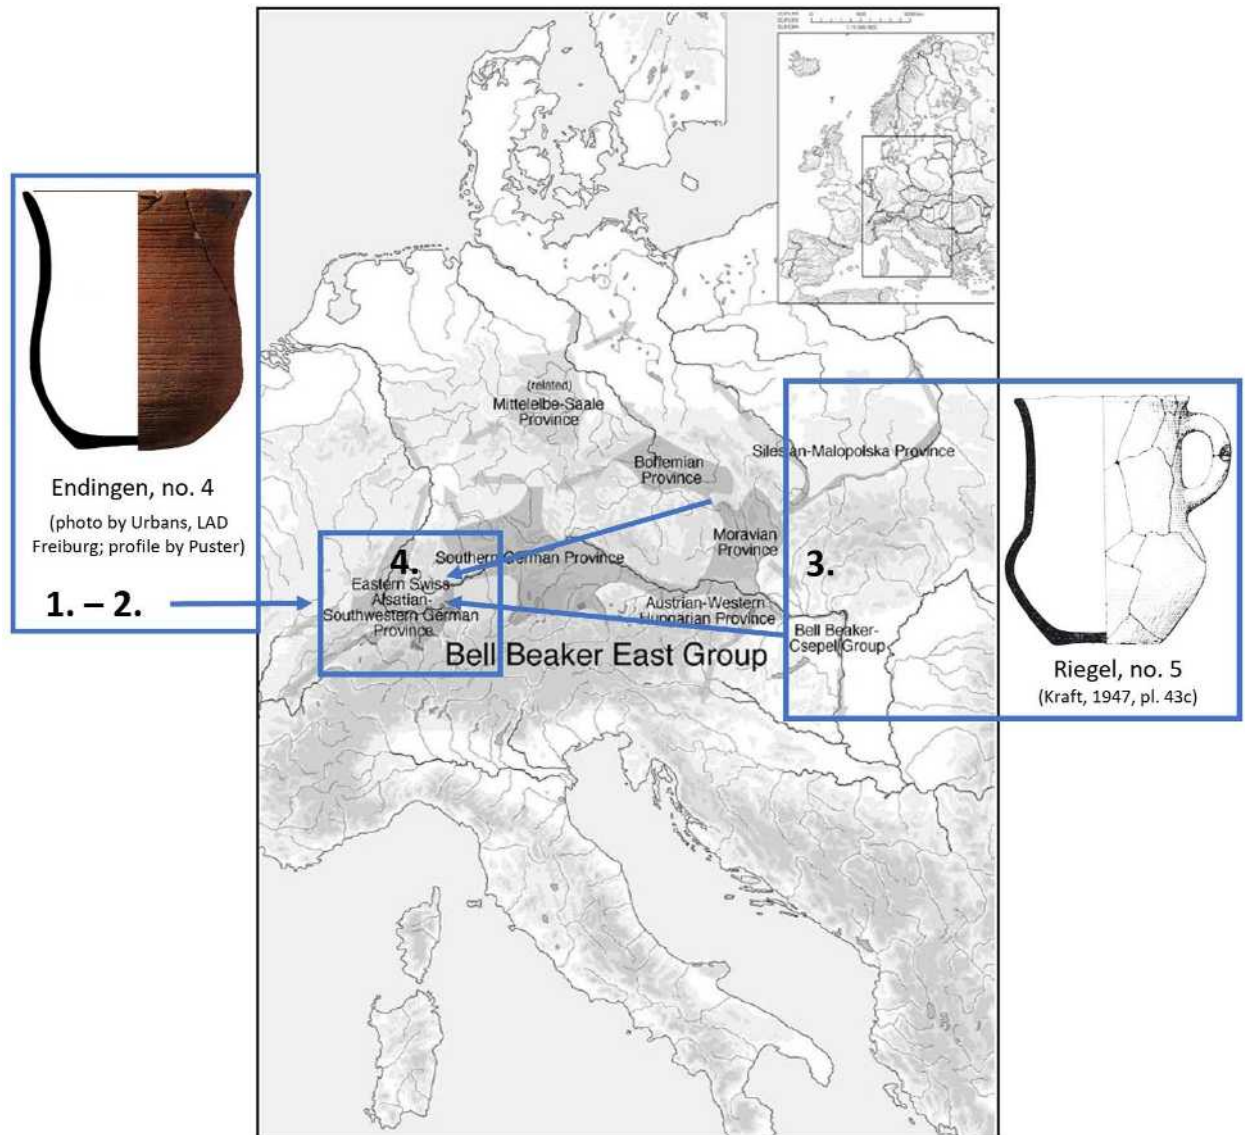 Endingen, no. 4
(photo by Urbans, LAD
Freiburg; profile by Puster)
1. – 2.
(related)
Mittelelbe-Saale
Province
Bohemian
Province
Silesian-Malopolska Province
Moravian
Province
3.
4.
Southern German Province
Eastern Swiss-
Alsatian-
Southwestern German
Province
Austrian-Western
Hungarian Province
Bell Beaker-
Csepel Group
Bell Beaker East Group
Riegel, no. 5
(Kraft, 1947, pl. 43c)